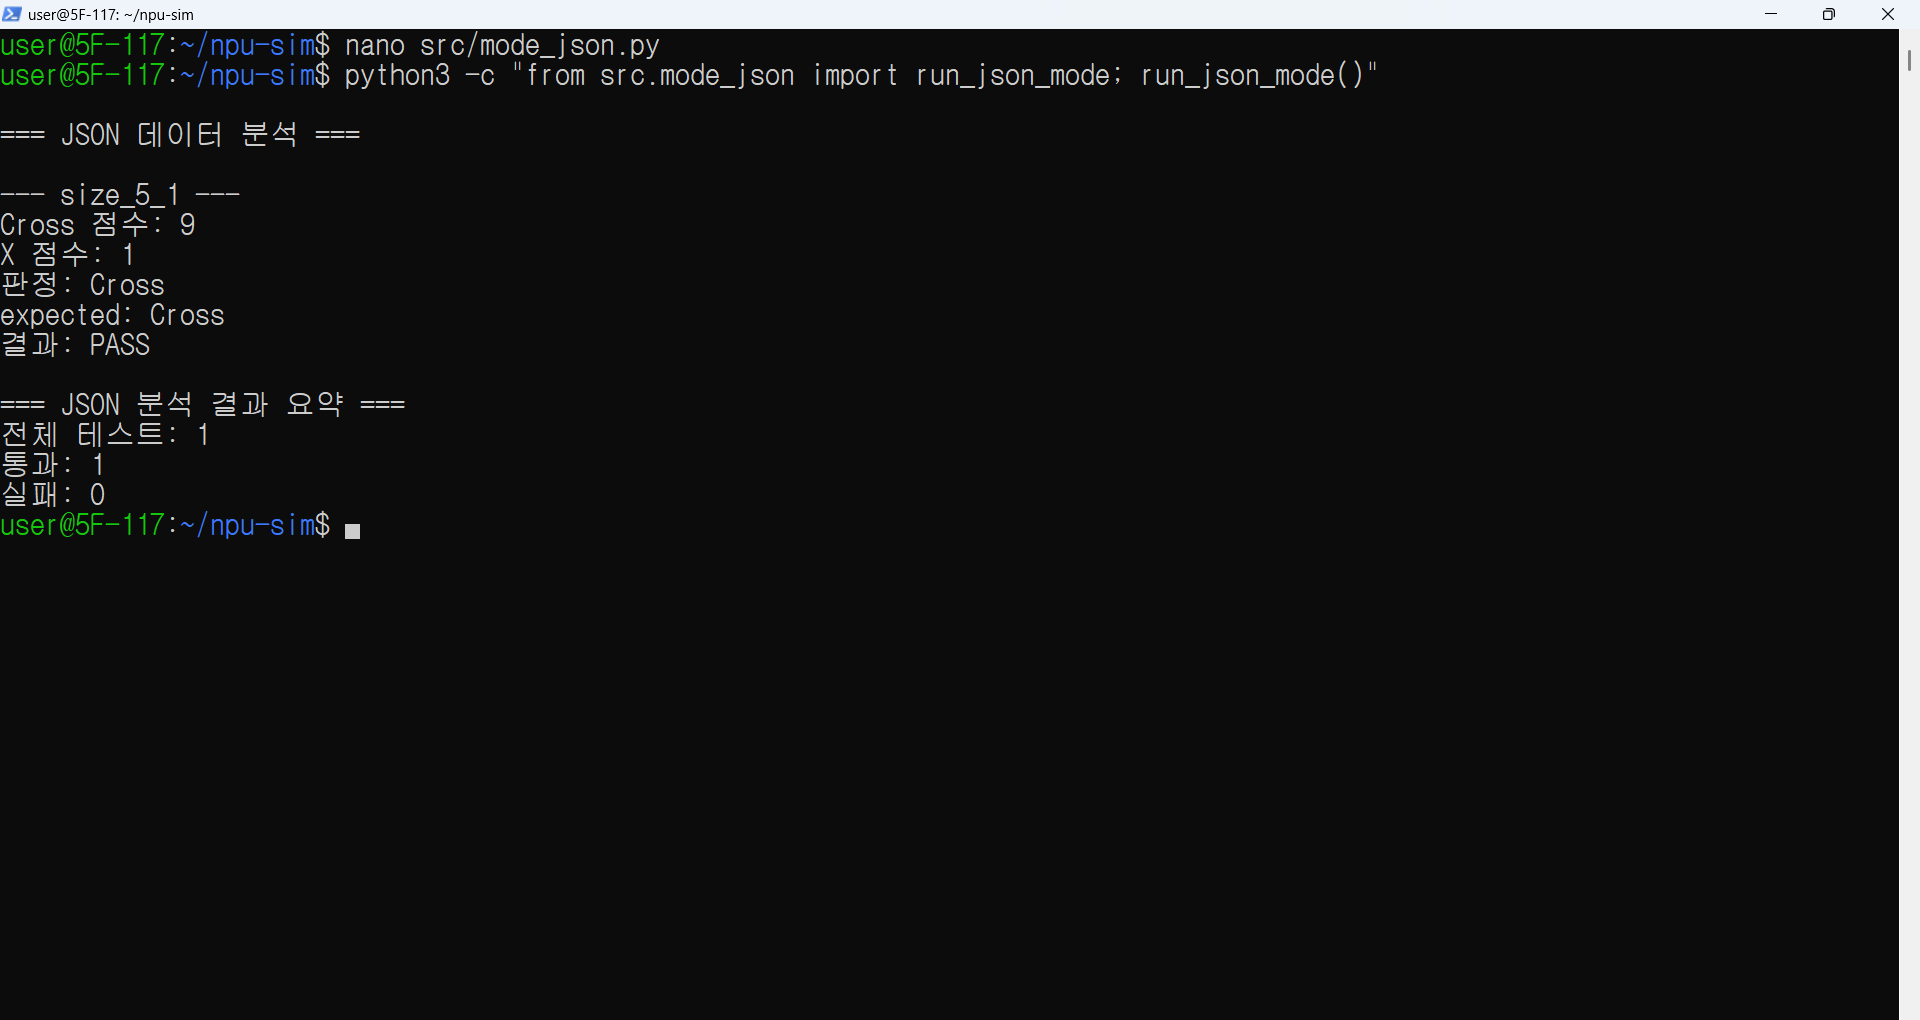 user@5F-117: ~/npu-sim
user@5F-117:~/npu-sim$ nano src/mode_json.py
user@5F-117:~/npu-sim$ python3 -c "from src.mode_json import run_json_mode; run_json_mode()"
=== JSON 데이터 분석 ===
--- size_5_1 ---
Cross 점수: 9
X 점수: 1
판정: Cross
expected: Cross
결과: PASS
=== JSON 분석 결과 요약 ===
전체 테스트: 1
통과: 1
실패: 0
user@5F-117:~/npu-sim$